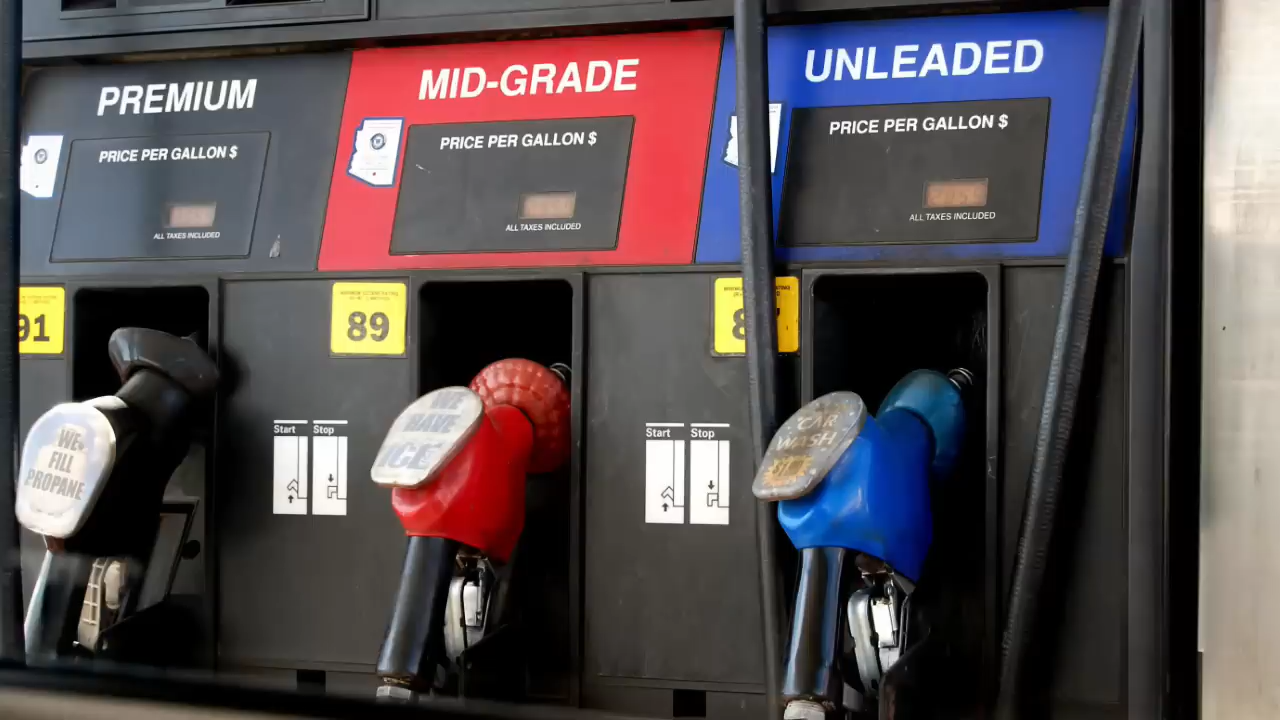 PREMIUM
PRICE PER GALLON $
ALL TAXES INCLUDED
MID-GRADE
PRICE PER GALLON $
ALL TAXES INCLUDED
UNLEADED
PRICE PER GALLON $
ALL TAXES INCLUDED
91
89
8
Start Stop
Start Stop
WE
FILL
PROPANE
WE
HAVE
ICE
CAR
WASH